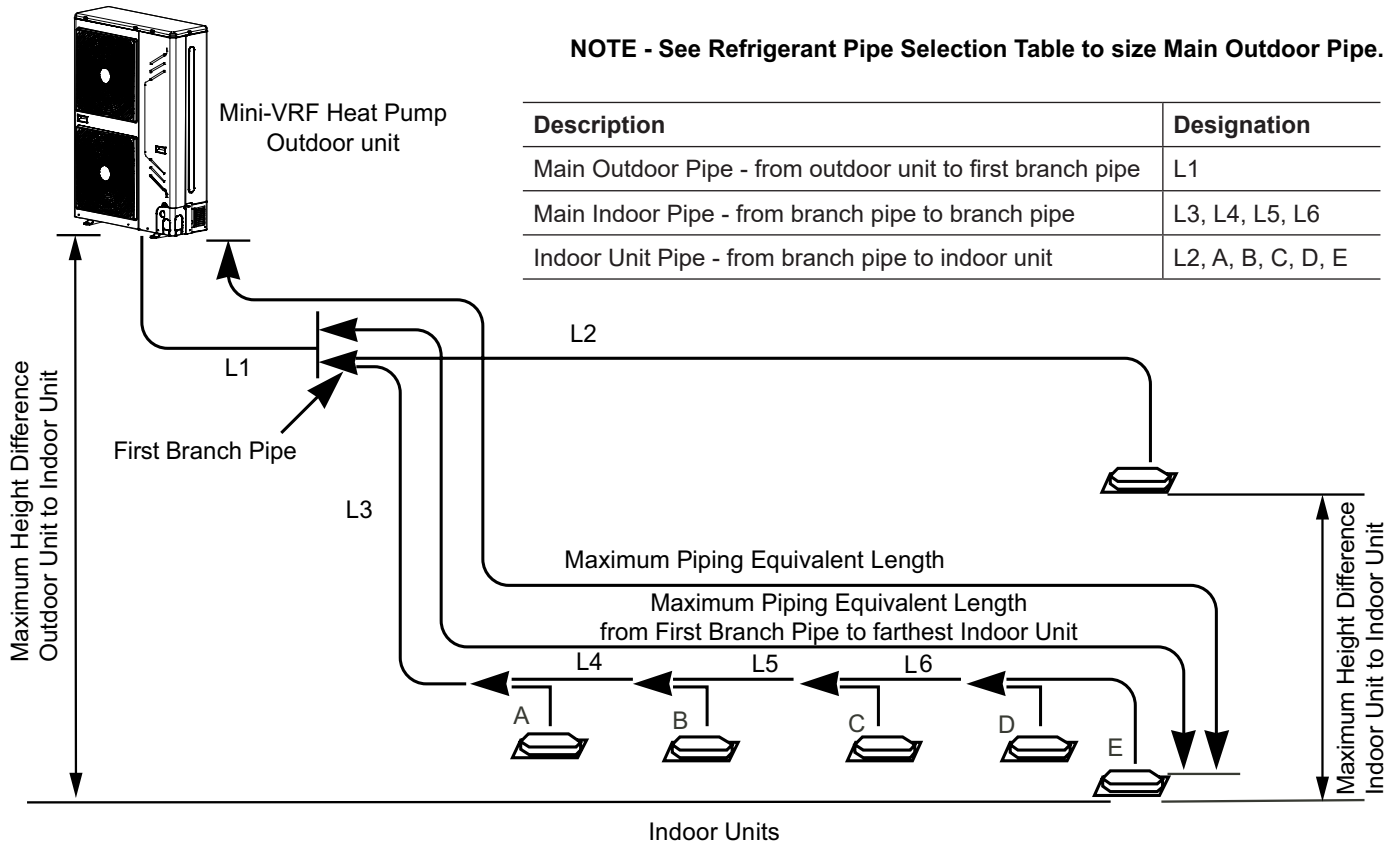 NOTE - See Refrigerant Pipe Selection Table to size Main Outdoor Pipe.
Mini-VRF Heat Pump
Outdoor unit
Description Designation
Main Outdoor Pipe - from outdoor unit to first branch pipe L1
Main Indoor Pipe - from branch pipe to branch pipe L3, L4, L5, L6
Indoor Unit Pipe - from branch pipe to indoor unit L2, A, B, C, D, E
L2
L1
First Branch Pipe
L3
Maximum Height Difference
Outdoor Unit to Indoor Unit
Maximum Piping Equivalent Length
Maximum Piping Equivalent Length
from First Branch Pipe to farthest Indoor Unit
L4 L5 L6
A B C D E
Maximum Height Difference
Indoor Unit to Indoor Unit
Indoor Units